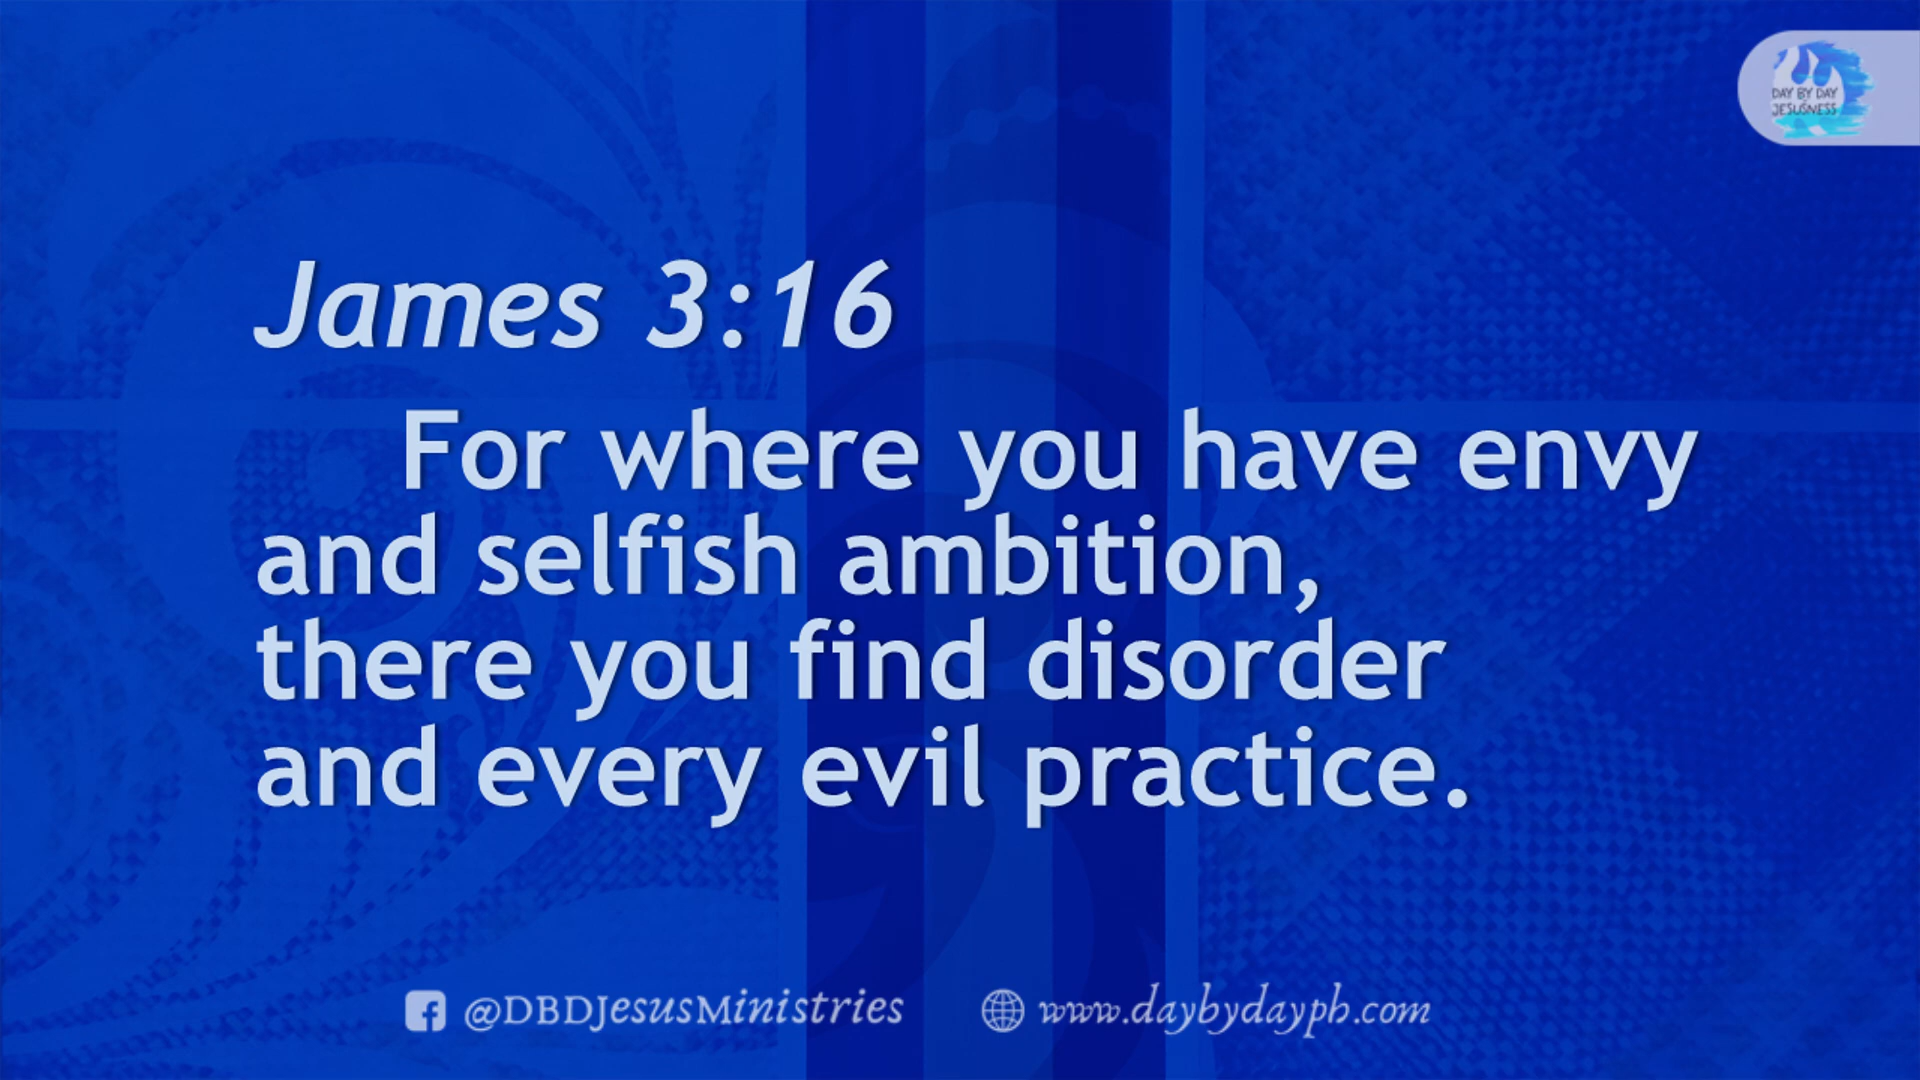 DAY BY DAY
JESUSNESS
James 3:16
For where you have envy
and selfish ambition,
there you find disorder
and every evil practice.
@DBDJesusMinistries
www.daybydayph.com